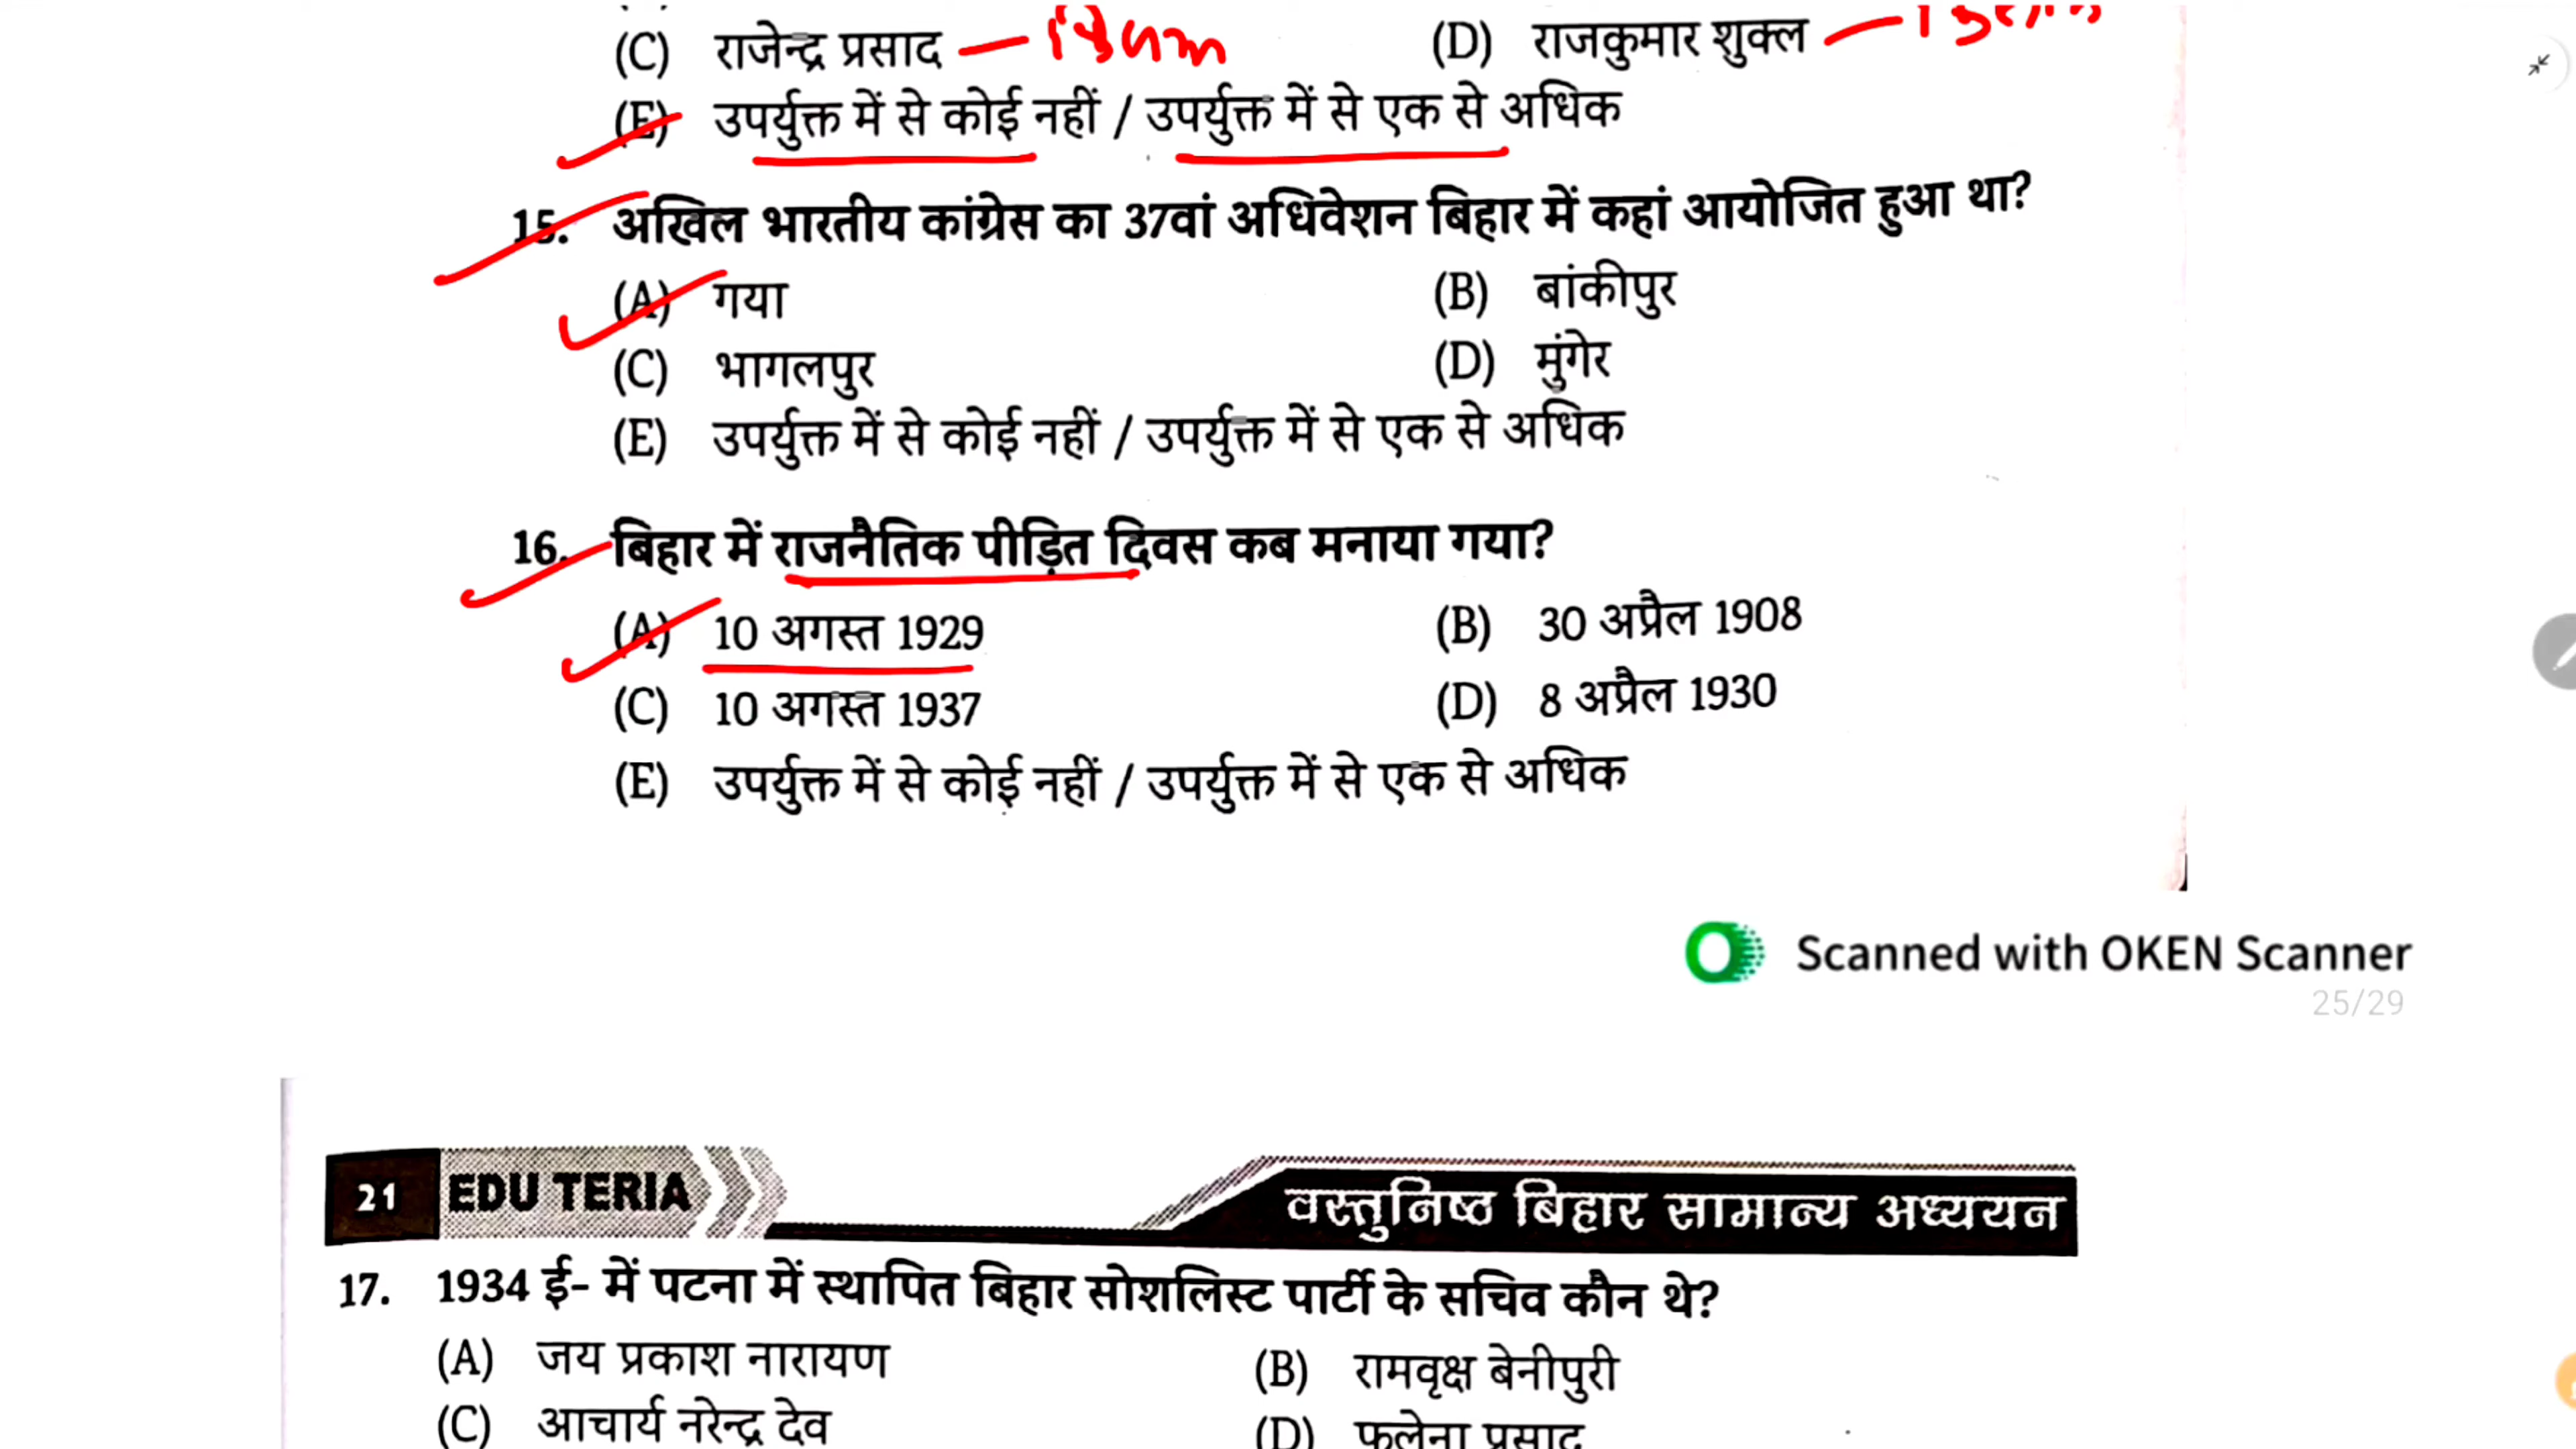 (C) राजेन्द्र प्रसाद
(D) राजकुमार शुक्ल
(E) उपर्युक्त में से कोई नहीं / उपर्युक्त में से एक से अधिक
15. अखिल भारतीय कांग्रेस का 37वां अधिवेशन बिहार में कहां आयोजित हुआ था?
(A) गया
(B) बांकीपुर
(C) भागलपुर
(D) मुंगेर
(E) उपर्युक्त में से कोई नहीं / उपर्युक्त में से एक से अधिक
16. बिहार में राजनैतिक पीड़ित दिवस कब मनाया गया?
(A) 10 अगस्त 1929
(B) 30 अप्रैल 1908
(C) 10 अगस्त 1937
(D) 8 अप्रैल 1930
(E) उपर्युक्त में से कोई नहीं / उपर्युक्त में से एक से अधिक
Scanned with OKEN Scanner
25/29
21 EDU TERIA
वस्तुनिष्ठ बिहार सामान्य अध्ययन
17. 1934 ई- में पटना में स्थापित बिहार सोशलिस्ट पार्टी के सचिव कौन थे?
(A) जय प्रकाश नारायण
(B) रामवृक्ष बेनीपुरी
(C) आचार्य नरेन्द्र देव
(D) फुलेना प्रसाद